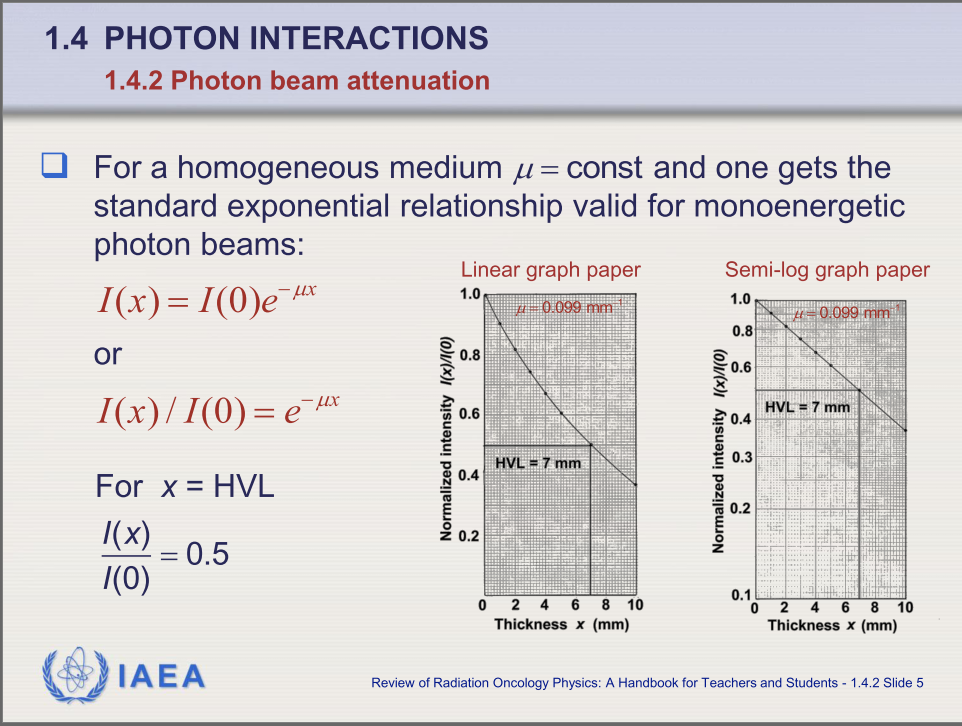 1.4 PHOTON INTERACTIONS
1.4.2 Photon beam attenuation
❑ For a homogeneous medium μ = const and one gets the
standard exponential relationship valid for monoenergetic
photon beams:
I(x) = I(0)e^{−μx}
or
I(x) / I(0) = e^{−μx}
For x = HVL
I(x)/I(0) = 0.5
Linear graph paper
μ = 0.099 mm⁻¹
Normalized intensity I(x)/I(0)
1.0
0.8
0.6
0.4
0.2
HVL = 7 mm
0 2 4 6 8 10
Thickness x (mm)
Semi-log graph paper
μ = 0.099 mm⁻¹
Normalized intensity I(x)/I(0)
1.0
0.8
0.6
0.4
0.3
0.2
0.1
HVL = 7 mm
0 2 4 6 8 10
Thickness x (mm)
IAEA
Review of Radiation Oncology Physics: A Handbook for Teachers and Students - 1.4.2 Slide 5